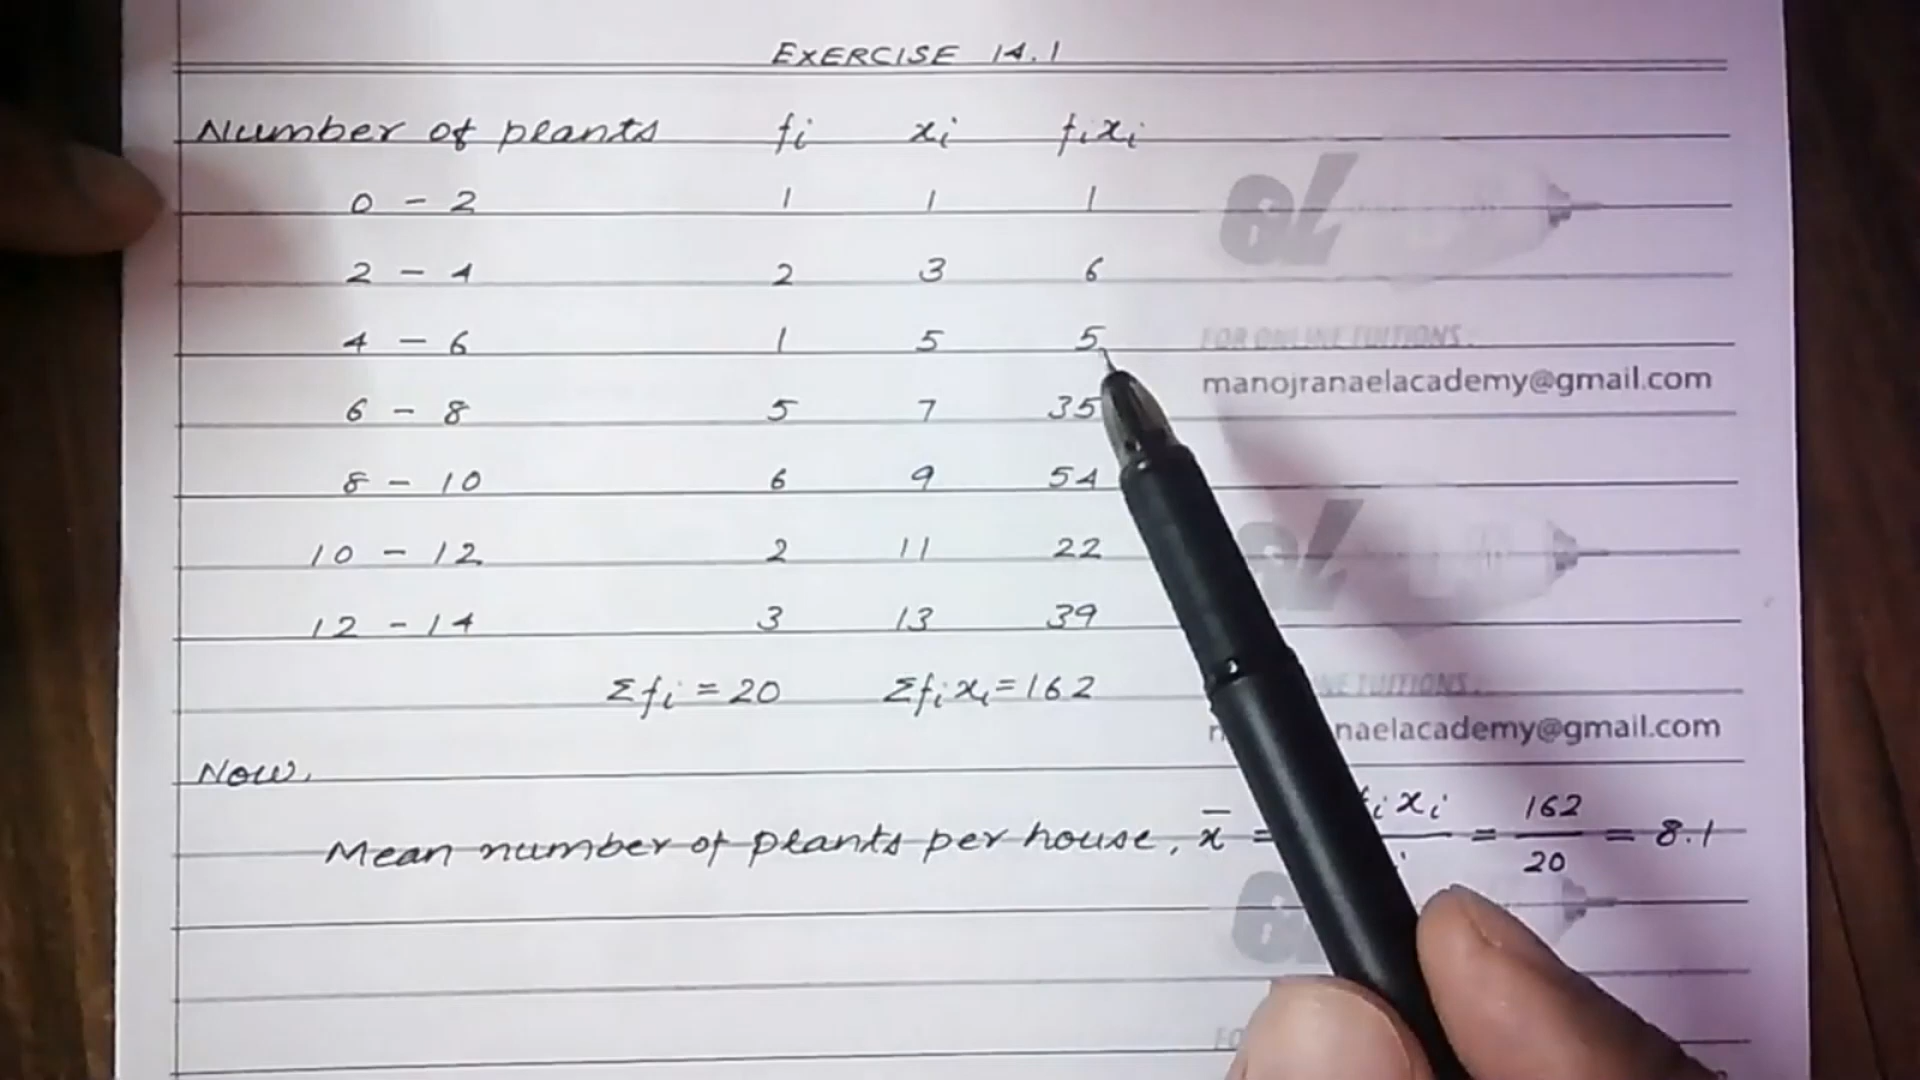 EXERCISE 14.1
Number of plants fi xi fixi
0 - 2 1 1 1
2 - 4 2 3 6
4 - 6 1 5 5
6 - 8 5 7 35
8 - 10 6 9 54
10 - 12 2 11 22
12 - 14 3 13 39
Σfi = 20 Σfixi = 162
Now,
Mean number of plants per house, x̄ = fixi / i = 162 / 20 = 8.1
FOR ONLINE TUITIONS :
manojranaelacademy@gmail.com
NE TUITIONS :
naelacademy@gmail.com